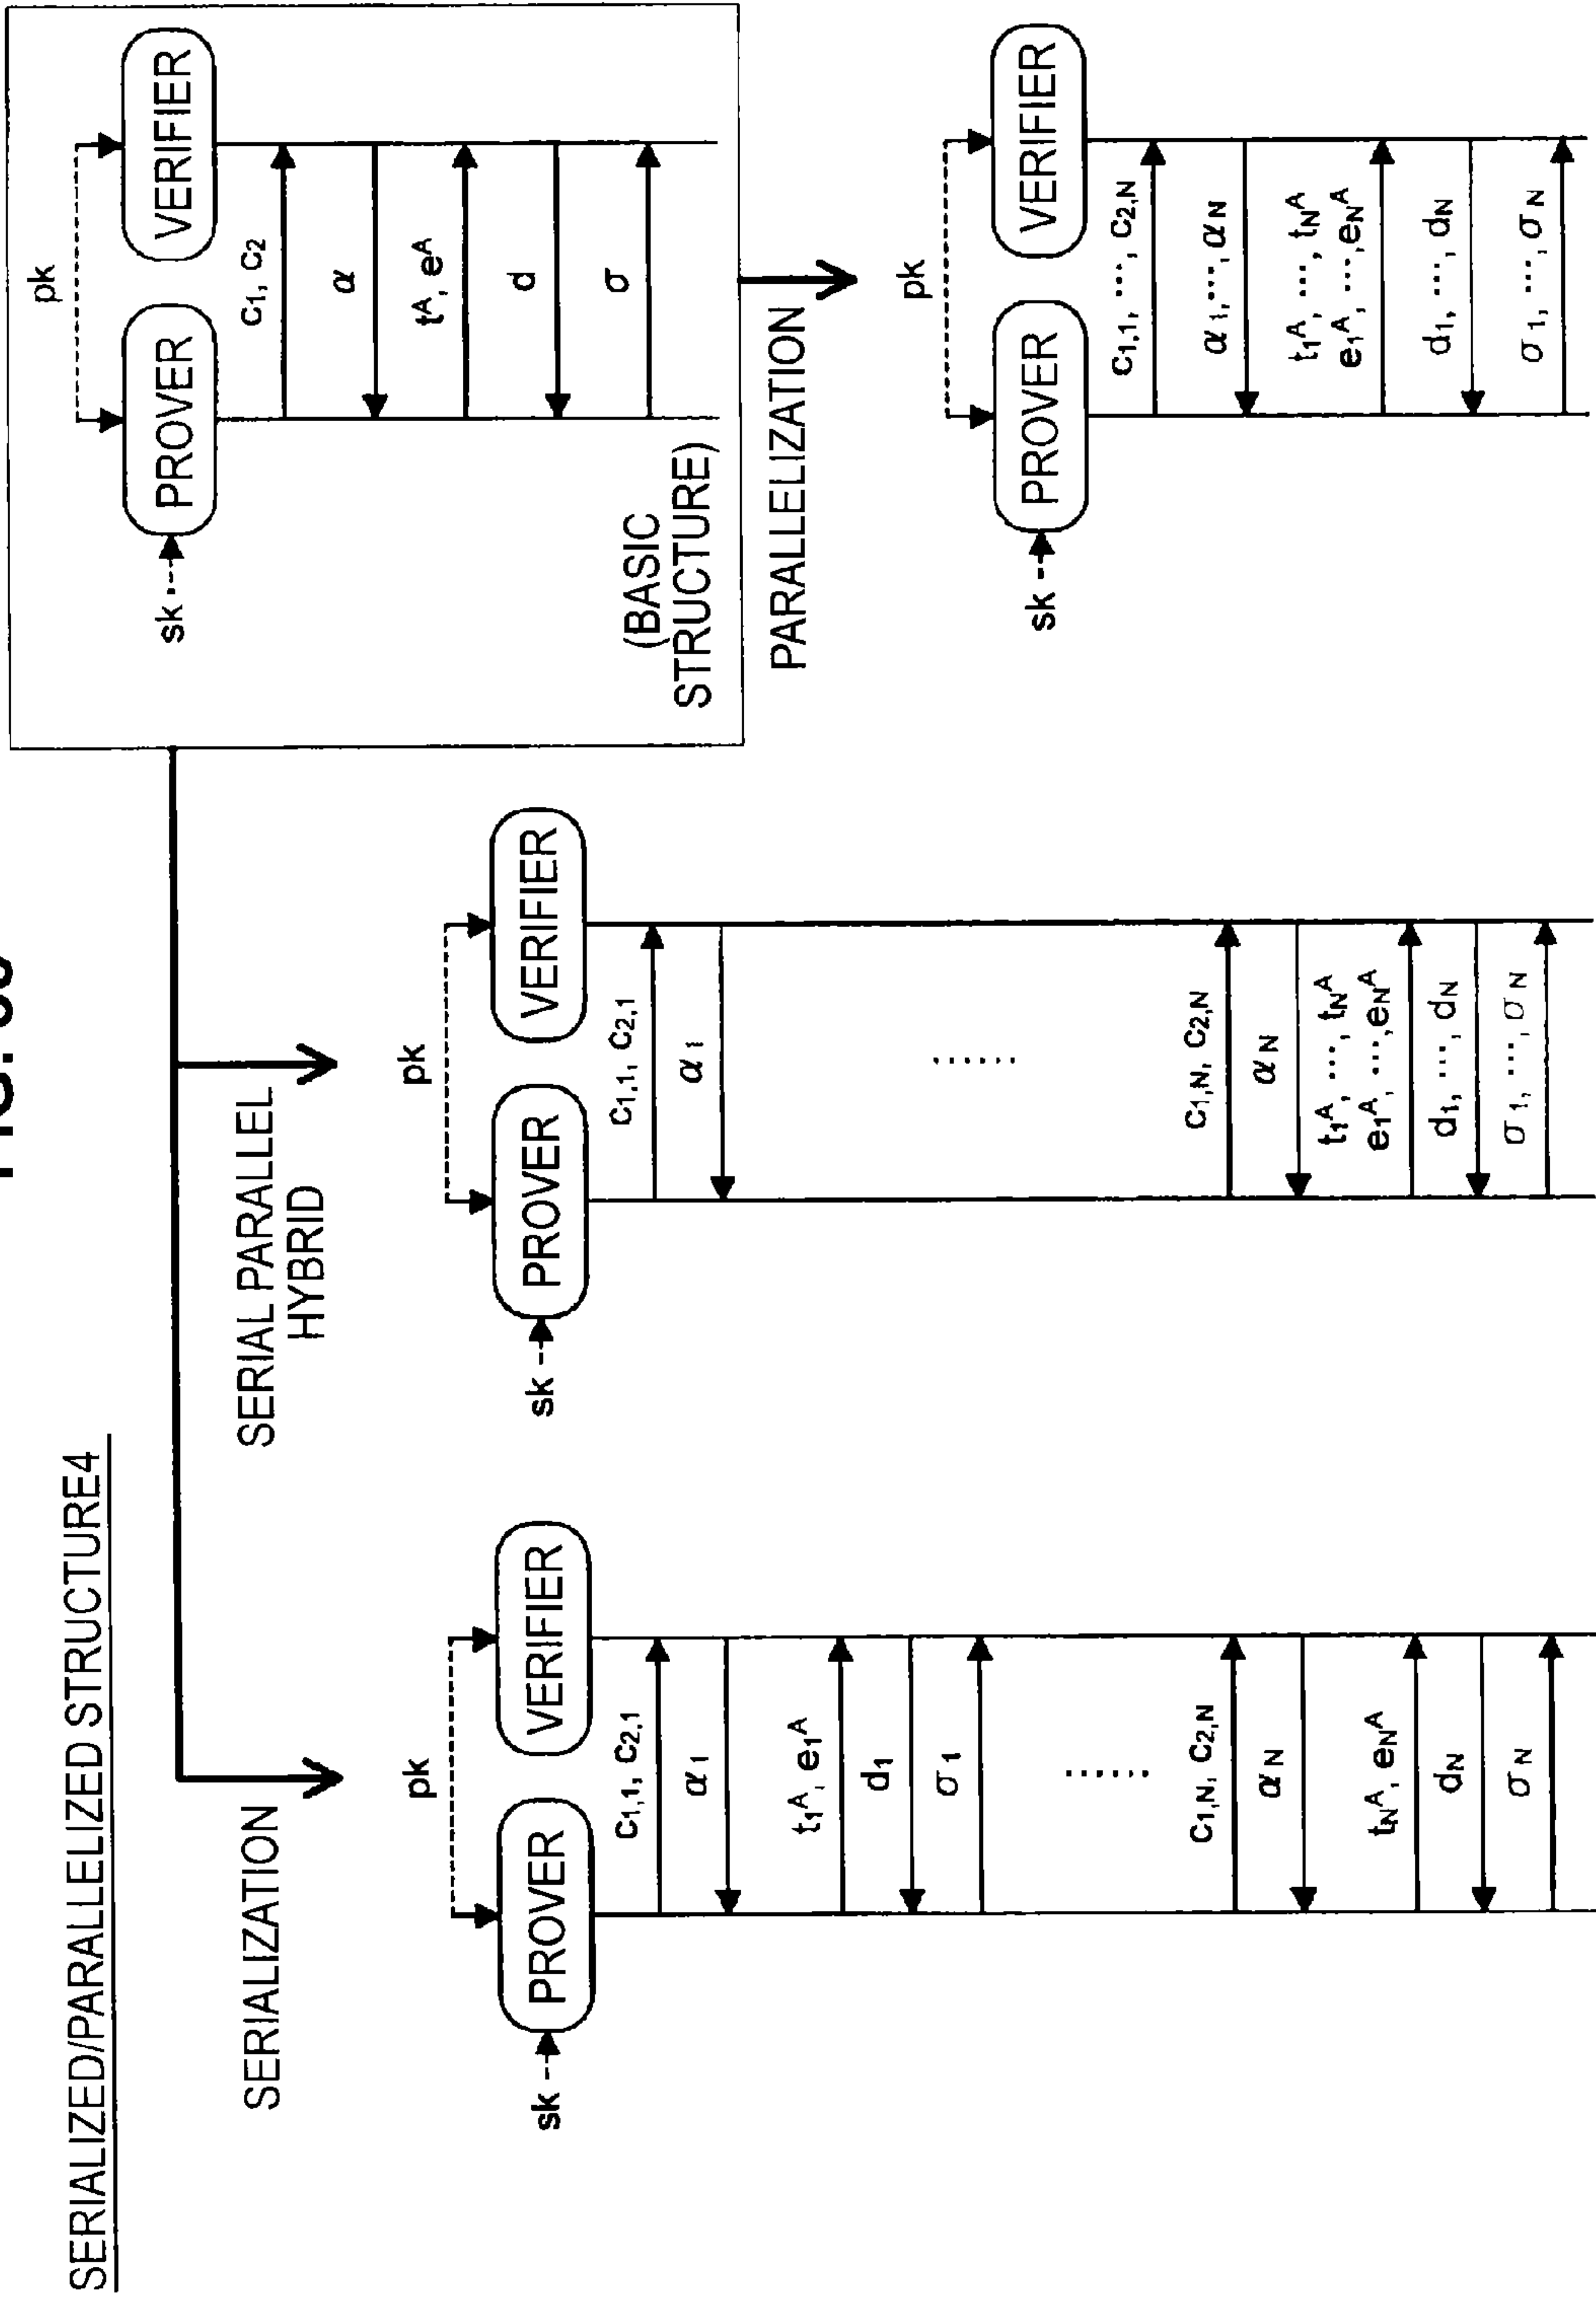 SERIALIZED/PARALLELIZED STRUCTURE4
pk
sk
PROVER
VERIFIER
c₁, c₂
α
tᴬ, eᴬ
d
σ
(BASIC
STRUCTURE)
SERIALIZATION
pk
sk
PROVER
VERIFIER
c₁,₁, c₂,₁
α₁
t₁ᴬ, e₁ᴬ
d₁
σ₁
......
c₁,N, c₂,N
αN
tNᴬ, eNᴬ
dN
σN
SERIAL PARALLEL
HYBRID
pk
sk
PROVER
VERIFIER
c₁,₁, c₂,₁
α₁
......
c₁,N, c₂,N
αN
t₁ᴬ, ···, tNᴬ
e₁ᴬ, ···,eNᴬ
d₁, ···, dN
σ₁, ···, σN
PARALLELIZATION
pk
sk
PROVER
VERIFIER
c₁,₁, ···, c₂,N
α₁,···, αN
t₁ᴬ, ···, tNᴬ
e₁ᴬ, ···,eNᴬ
d₁, ···, dN
σ₁, ···, σN